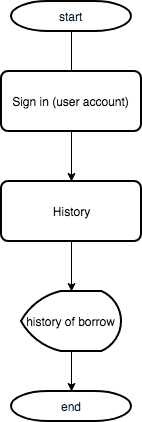 start
Sign in (user account)
History
history of borrow
end